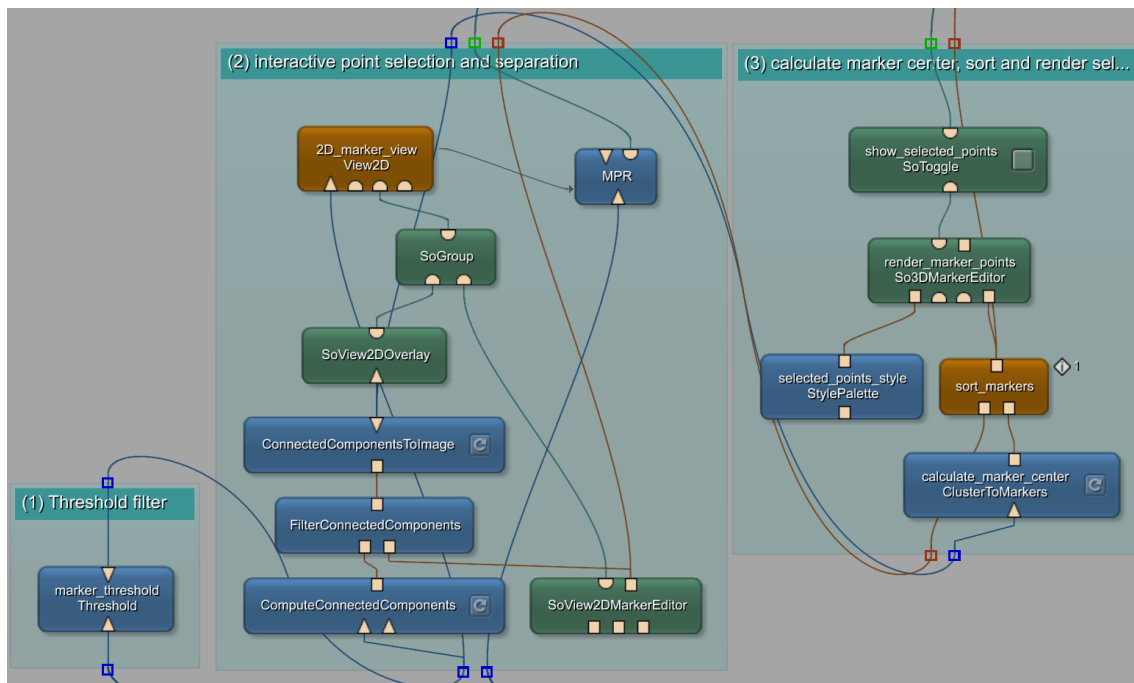 (2) interactive point selection and separation
2D_marker_view
View2D
MPR
SoGroup
SoView2DOverlay
ConnectedComponentsToImage
FilterConnectedComponents
ComputeConnectedComponents
SoView2DMarkerEditor
(3) calculate marker center, sort and render sel...
show_selected_points
SoToggle
render_marker_points
So3DMarkerEditor
selected_points_style
StylePalette
sort_markers
1
calculate_marker_center
ClusterToMarkers
(1) Threshold filter
marker_threshold
Threshold